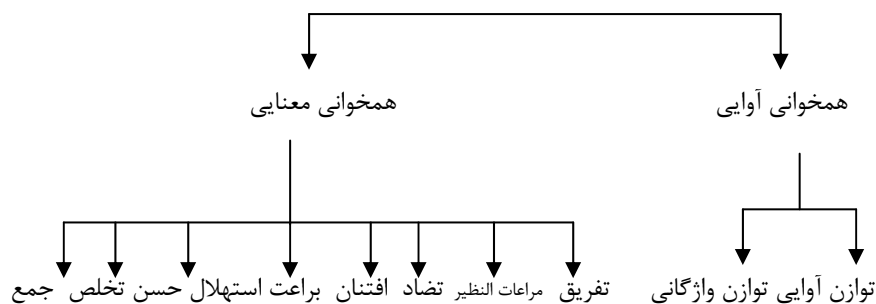 همخوانی آوایی همخوانی معنایی
توازن آوایی توازن واژگانی تفریق مراعات النظیر تضاد افتنان براعت استهلال حسن تخلص جمع